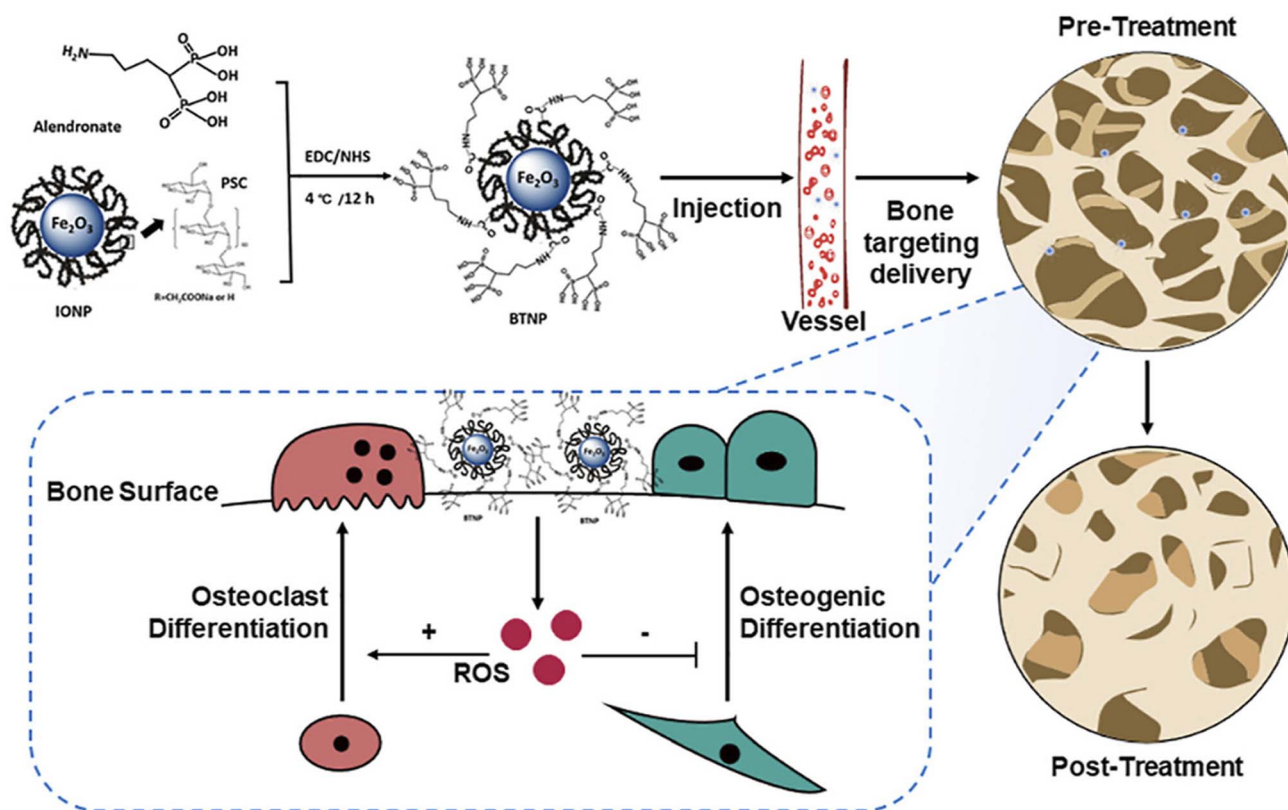 Pre-Treatment
H₂N
O
P
OH
OH
P
O
OH
OH
Alendronate
EDC/NHS
4 ℃ /12 h
PSC
Fe₂O₃
R=CH₂COONa or H
IONP
Fe₂O₃
BTNP
Injection
Vessel
Bone
targeting
delivery
Bone Surface
Fe₂O₃
BTNP
Fe₂O₃
BTNP
Osteoclast
Differentiation
+
ROS
-
Osteogenic
Differentiation
Post-Treatment